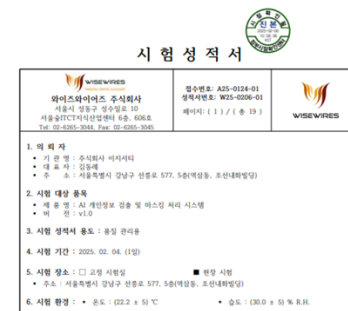 진 본
시 험 성 적 서
WISEWIRES
와이즈와이어즈 주식회사
서울시 성동구 성수일로 10
서울숲ITCT지식산업센터 6층, 606호
Tel: 02-6265-3044, Fax: 02-6265-3045
접수번호: A25-0124-01
성적서번호: W25-0206-01
페이지: ( 1 ) / ( 총 19 )
WISEWIRES
1. 의 뢰 자
• 기 관 명 : 주식회사 이지서티
• 대 표 자 : 김동례
• 주 소 : 서울특별시 강남구 선릉로 577, 5층(역삼동, 조선내화빌딩)
2. 시험 대상 품목
• 제 품 명 : AI 개인정보 검출 및 마스킹 처리 시스템
• 버 전 : v1.0
3. 시험 성적서 용도 : 품질 관리용
4. 시험 기간 : 2025. 02. 04. (1일)
5. 시험 장소 : □ 고정 시험실 ■ 현장 시험
• 주소 : 서울특별시 강남구 선릉로 577, 5층(역삼동, 조선내화빌딩)
6. 시험 환경 : • 온도 : (22.2 ± 5) ℃ • 습도 : (30.0 ± 5) % R.H.